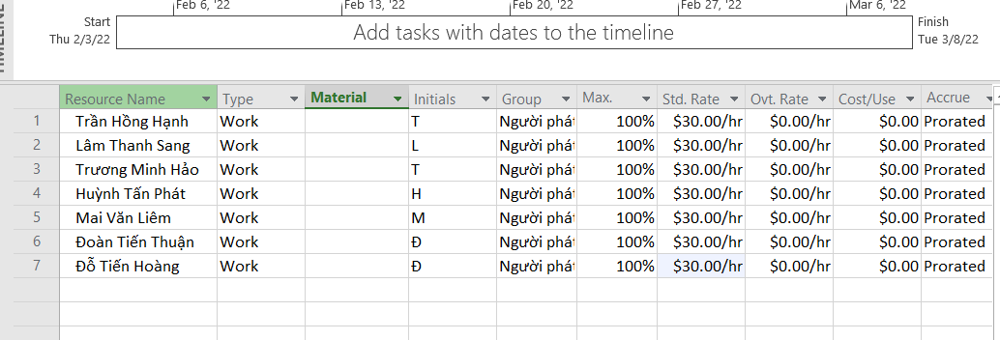 TIMELINE
Feb 6, '22 Feb 13, '22 Feb 20, '22 Feb 27, '22 Mar 6, '22
Start
Thu 2/3/22
Add tasks with dates to the timeline
Finish
Tue 3/8/22
Resource Name Type Material Initials Group Max. Std. Rate Ovt. Rate Cost/Use Accrue
1 Trần Hồng Hạnh Work T Người phát 100% $30.00/hr $0.00/hr $0.00 Prorated
2 Lâm Thanh Sang Work L Người phát 100% $30.00/hr $0.00/hr $0.00 Prorated
3 Trương Minh Hảo Work T Người phát 100% $30.00/hr $0.00/hr $0.00 Prorated
4 Huỳnh Tấn Phát Work H Người phát 100% $30.00/hr $0.00/hr $0.00 Prorated
5 Mai Văn Liêm Work M Người phát 100% $30.00/hr $0.00/hr $0.00 Prorated
6 Đoàn Tiến Thuận Work Đ Người phát 100% $30.00/hr $0.00/hr $0.00 Prorated
7 Đỗ Tiến Hoàng Work Đ Người phát 100% $30.00/hr $0.00/hr $0.00 Prorated